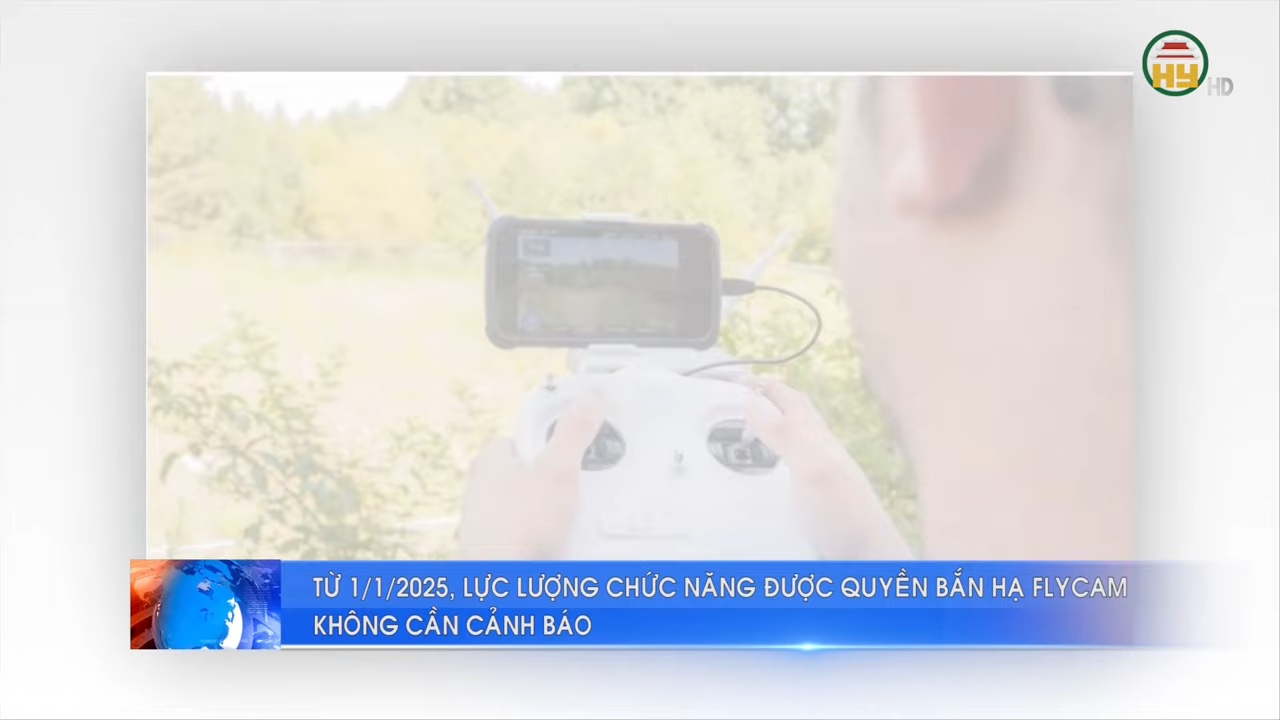 HY HD
TỪ 1/1/2025, LỰC LƯỢNG CHỨC NĂNG ĐƯỢC QUYỀN BẮN HẠ FLYCAM
KHÔNG CẦN CẢNH BÁO